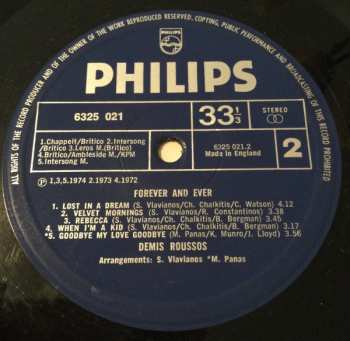 ALL RIGHTS OF THE RECORD PRODUCER AND OF THE OWNER OF THE WORK REPRODUCED RESERVED, COPYING, PUBLIC PERFORMANCE AND BROADCASTING OF THIS RECORD PROHIBITED
PHILIPS
PHILIPS
6325 021
33 1/3
STEREO
1.Chappell/Britico 2.Intersong
/Britico 3.Leros M.(Britico)
4.Britico/Ambleside M./KPM
5.Intersong M.
6325 021.2
Made in England
2
℗ 1,3,5.1974 2.1973 4.1972
FOREVER AND EVER
1. LOST IN A DREAM (S. Vlavianos/Ch. Chalkitis/C. Watson) 4.12
2. VELVET MORNINGS (S. Vlavianos/R. Constantinos) 3.38
3. REBECCA (S. Vlavianos/Ch. Chalkitis/B. Bergman) 3.45
4. WHEN I'M A KID (S. Vlavianos/Ch. Chalkitis/B. Bergman) 3.17
*5. GOODBYE MY LOVE GOODBYE (M. Panas/K. Munro/J. Lloyd) 3.56
DEMIS ROUSSOS
Arrangements: S. Vlavianos *M. Panas